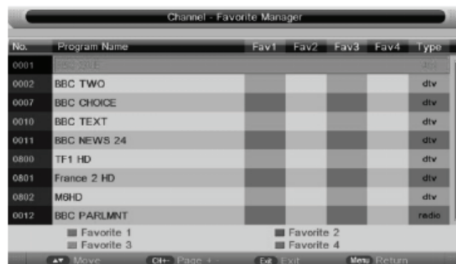 Channel - Favorite Manager
No. Program Name Fav1 Fav2 Fav3 Fav4 Type
0001
0002 BBC TWO dtv
0007 BBC CHOICE dtv
0010 BBC TEXT dtv
0011 BBC NEWS 24 dtv
0800 TF1 HD dtv
0801 France 2 HD dtv
0802 M6HD dtv
0012 BBC PARLMNT radio
Favorite 1 Favorite 2
Favorite 3 Favorite 4
Move CH+- Page + - Exit Exit Menu Return